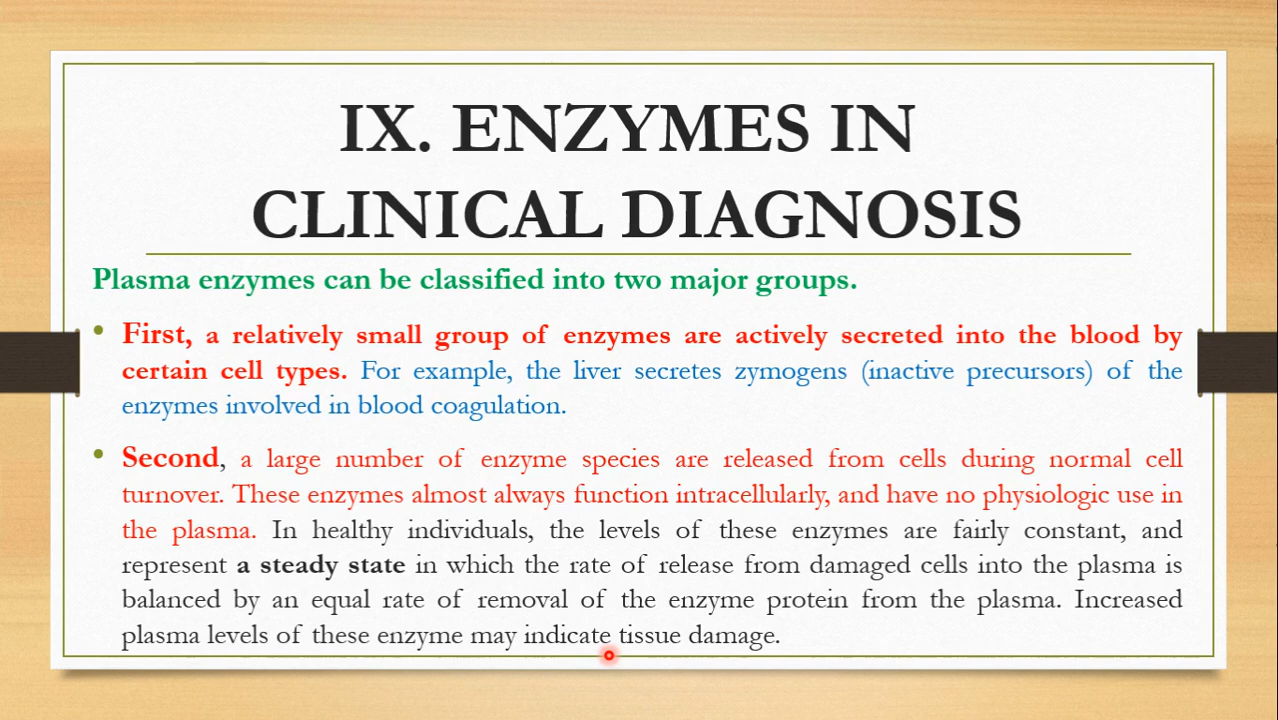 IX. ENZYMES IN
CLINICAL DIAGNOSIS
Plasma enzymes can be classified into two major groups.
• First, a relatively small group of enzymes are actively secreted into the blood by
certain cell types. For example, the liver secretes zymogens (inactive precursors) of the
enzymes involved in blood coagulation.
• Second, a large number of enzyme species are released from cells during normal cell
turnover. These enzymes almost always function intracellularly, and have no physiologic use in
the plasma. In healthy individuals, the levels of these enzymes are fairly constant, and
represent a steady state in which the rate of release from damaged cells into the plasma is
balanced by an equal rate of removal of the enzyme protein from the plasma. Increased
plasma levels of these enzyme may indicate tissue damage.